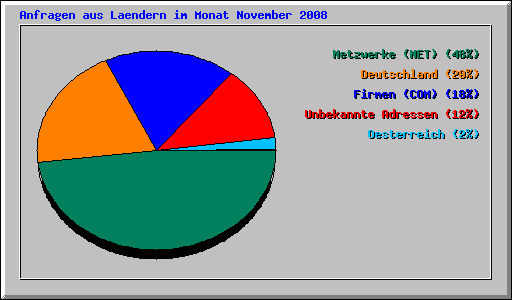 Anfragen aus Laendern im Monat November 2008
Netzwerke (NET) (48%)
Deutschland (20%)
Firmen (COM) (18%)
Unbekannte Adressen (12%)
Oesterreich (2%)